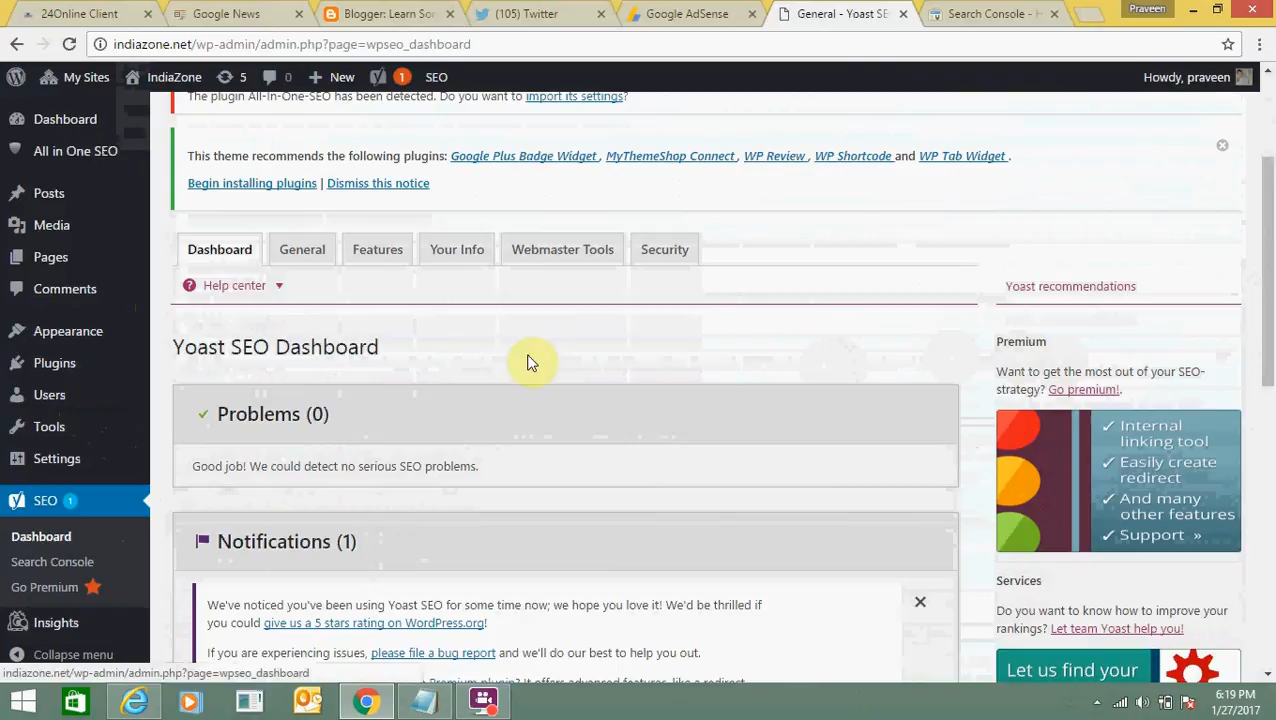 24Online Client
Google News
Blogger: Learn Sor
(105) Twitter
Google AdSense
General - Yoast SE
Search Console - H
Praveen
indiazone.net/wp-admin/admin.php?page=wpseo_dashboard
My Sites
IndiaZone
5
0
New
1
SEO
Howdy, praveen
The plugin All-In-One-SEO has been detected. Do you want to import its settings?
Dashboard
All in One SEO
Posts
Media
Pages
Comments
Appearance
Plugins
Users
Tools
Settings
SEO 1
Dashboard
Search Console
Go Premium
Insights
Collapse menu
This theme recommends the following plugins: Google Plus Badge Widget , MyThemeShop Connect , WP Review , WP Shortcode and WP Tab Widget .
Begin installing plugins | Dismiss this notice
Dashboard
General
Features
Your Info
Webmaster Tools
Security
Help center
Yoast SEO Dashboard
Problems (0)
Good job! We could detect no serious SEO problems.
Notifications (1)
We've noticed you've been using Yoast SEO for some time now; we hope you love it! We'd be thrilled if
you could give us a 5 stars rating on WordPress.org!
If you are experiencing issues, please file a bug report and we'll do our best to help you out.
Yoast recommendations
Premium
Want to get the most out of your SEO-
strategy? Go premium!.
✓ Internal
linking tool
✓ Easily create
redirect
✓ And many
other features
✓ Support »
Services
Do you want to know how to improve your
rankings? Let team Yoast help you!
Let us find your
indiazone.net/wp-admin/admin.php?page=wpseo_dashboard
6:19 PM
1/27/2017